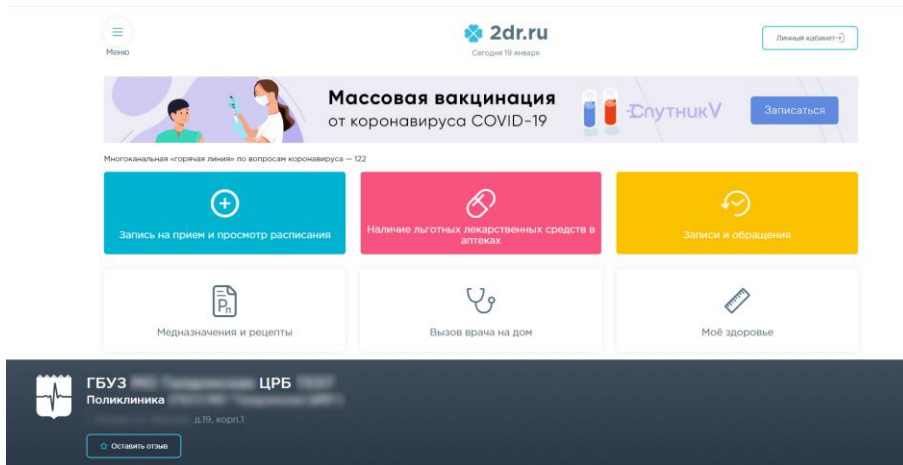 2dr.ru
Меню
Сегодня 19 января
Личный кабинет
Массовая вакцинация
от коронавируса COVID-19
Спутник V
Записаться
Многоканальная «горячая линия» по вопросам коронавируса — 122
Запись на прием и просмотр расписания
Наличие льготных лекарственных средств в
аптеках
Записи и обращения
Рп
Медназначения и рецепты
Вызов врача на дом
Моё здоровье
ГБУЗ ЦРБ
Поликлиника
д.19, корп.1
Оставить отзыв